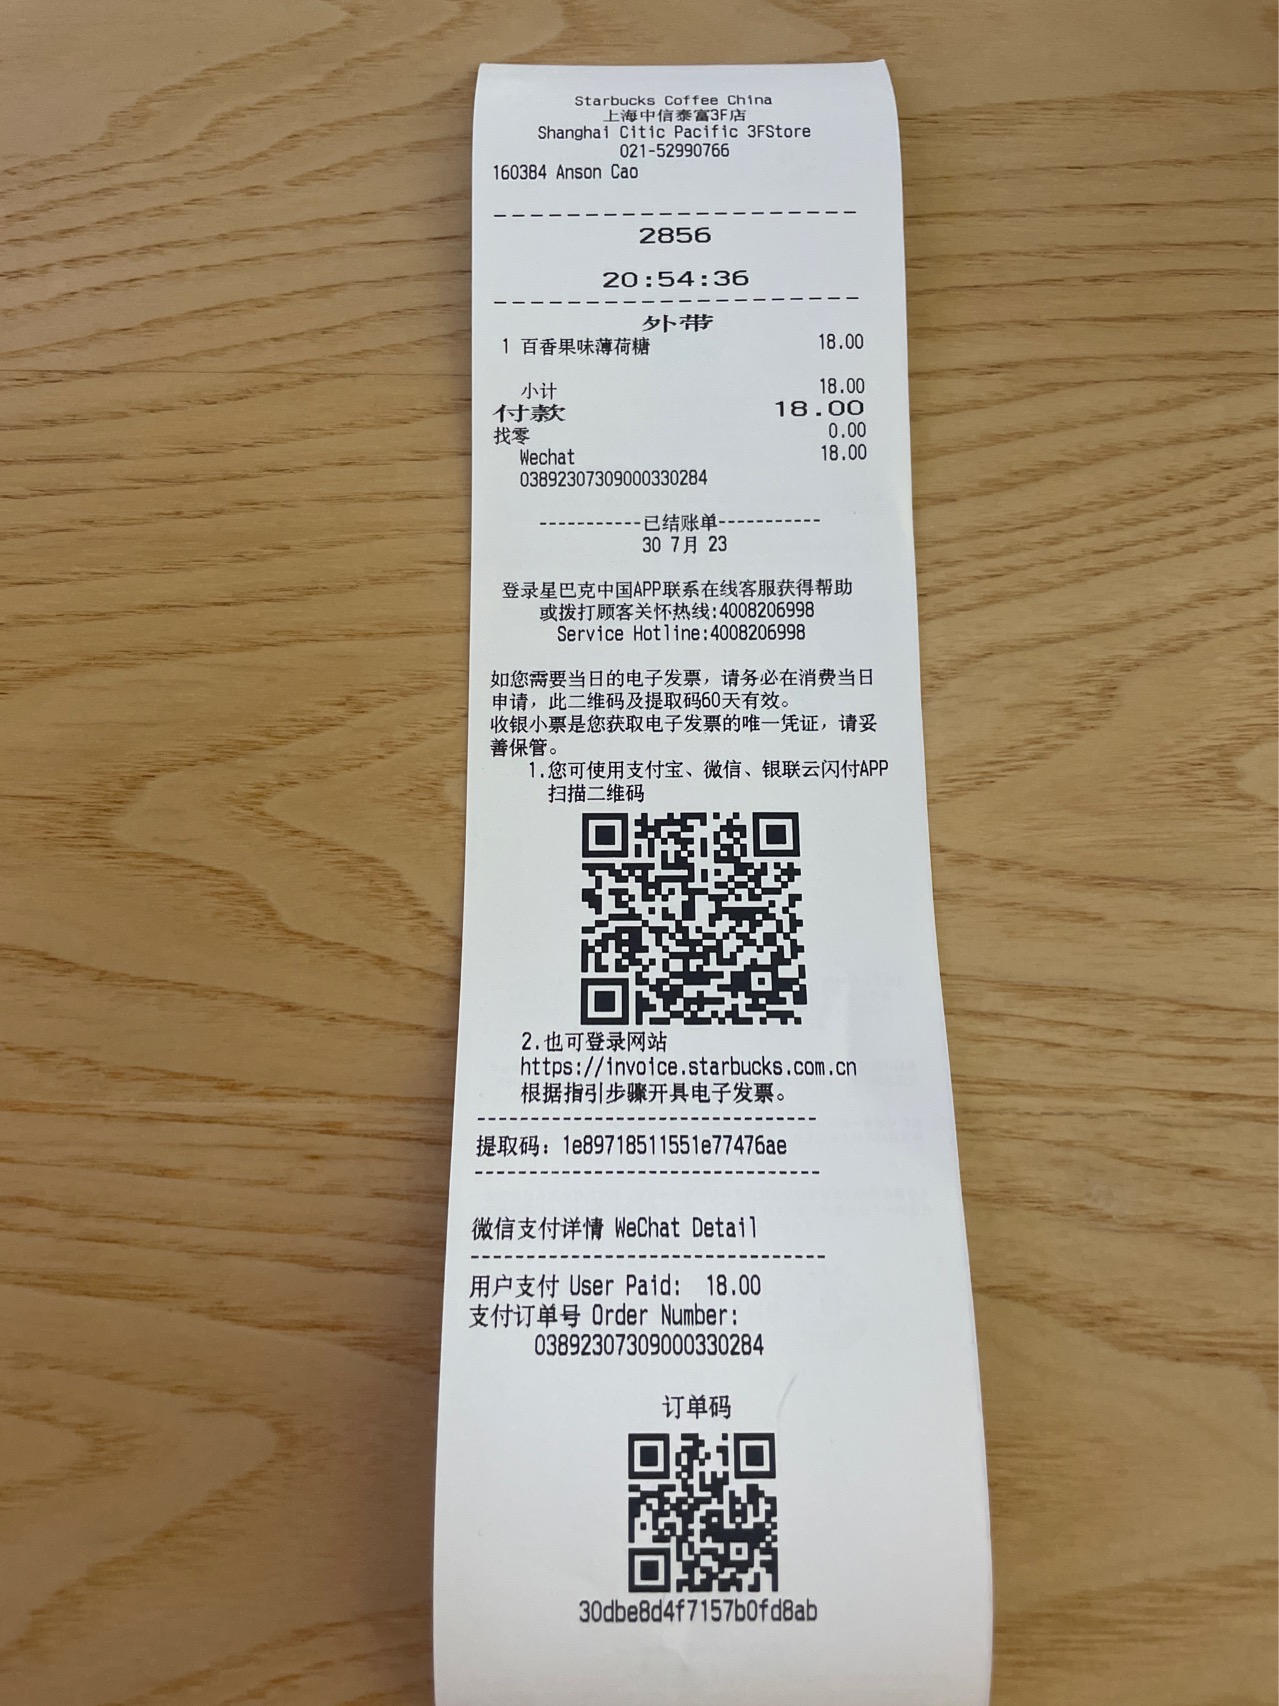 Starbucks Coffee China
上海中信泰富3F店
Shanghai Citic Pacific 3FStore
021-52990766
160384 Anson Cao
2856
20:54:36
外带
1 百香果味薄荷糖 18.00
小计 18.00
付款 18.00
找零 0.00
Wechat 18.00
03892307309000330284
-----------已结账单-----------
30 7月 23
登录星巴克中国APP联系在线客服获得帮助
或拨打顾客关怀热线:4008206998
Service Hotline:4008206998
如您需要当日的电子发票，请务必在消费当日
申请，此二维码及提取码60天有效。
收银小票是您获取电子发票的唯一凭证，请妥
善保管。
1.您可使用支付宝、微信、银联云闪付APP
扫描二维码
2.也可登录网站
https://invoice.starbucks.com.cn
根据指引步骤开具电子发票。
提取码：1e89718511551e77476ae
微信支付详情 WeChat Detail
用户支付 User Paid: 18.00
支付订单号 Order Number:
03892307309000330284
订单码
30dbe8d4f7157b0fd8ab